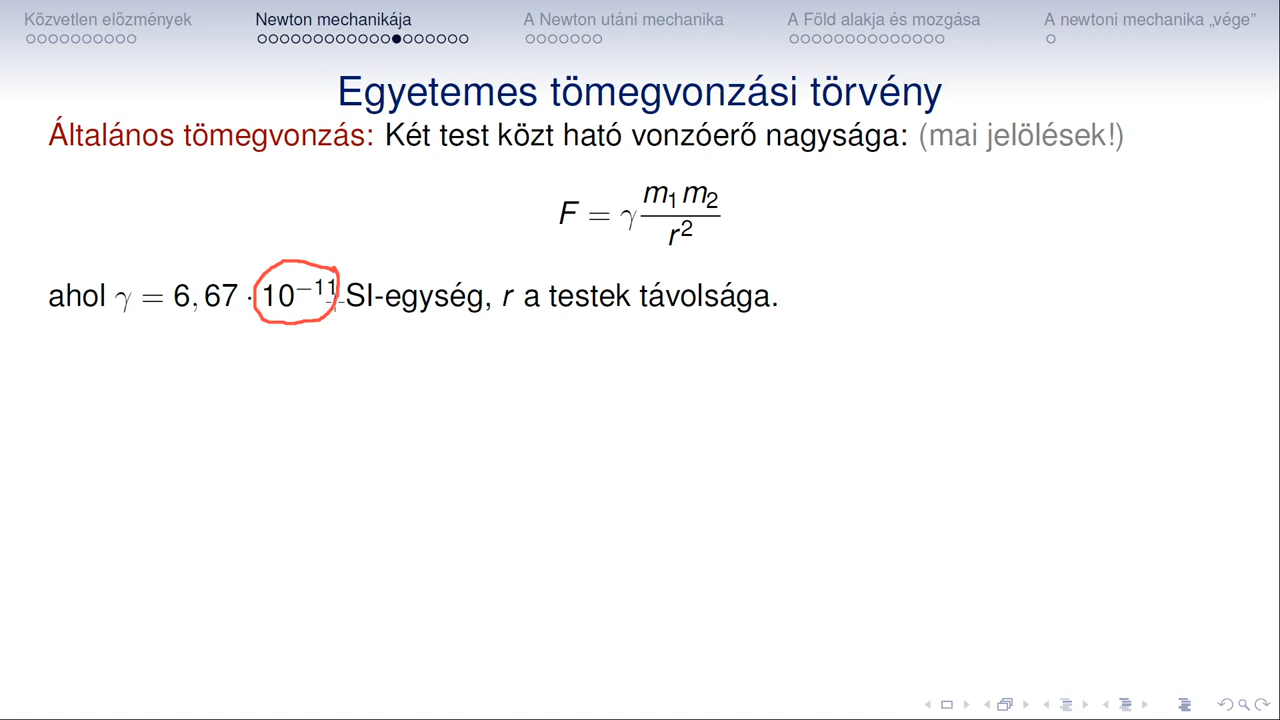 Közvetlen előzmények Newton mechanikája A Newton utáni mechanika A Föld alakja és mozgása A newtoni mechanika „vége”
Egyetemes tömegvonzási törvény
Általános tömegvonzás: Két test közt ható vonzóerő nagysága: (mai jelölések!)
F = γ m₁m₂ / r²
ahol γ = 6,67 · 10⁻¹¹ SI-egység, r a testek távolsága.